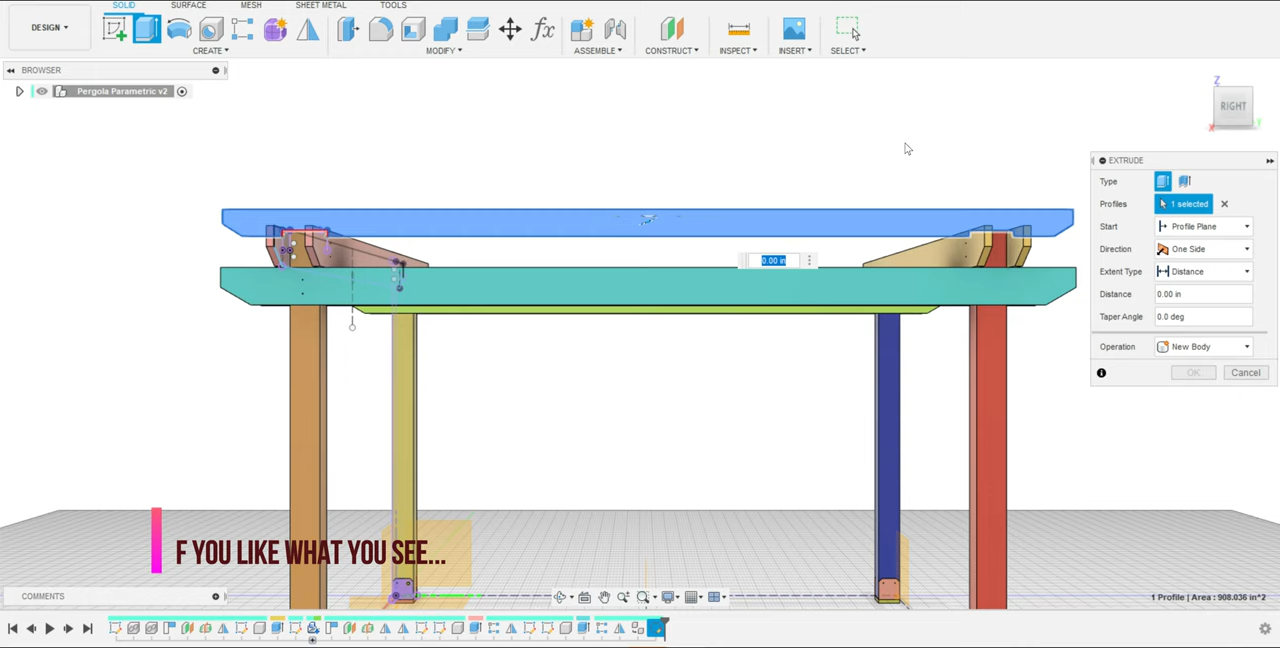 SOLID
SURFACE
MESH
SHEET METAL
TOOLS
DESIGN
CREATE
MODIFY
ASSEMBLE
CONSTRUCT
INSPECT
INSERT
SELECT
fx
BROWSER
Pergola Parametric v2
Z
RIGHT
X
Y
EXTRUDE
Type
Profiles
1 selected
Start
Profile Plane
Direction
One Side
Extent Type
Distance
Distance
0.00 in
Taper Angle
0.0 deg
Operation
New Body
OK
Cancel
0.00 in
F YOU LIKE WHAT YOU SEE...
COMMENTS
1 Profile | Area : 908.036 in^2